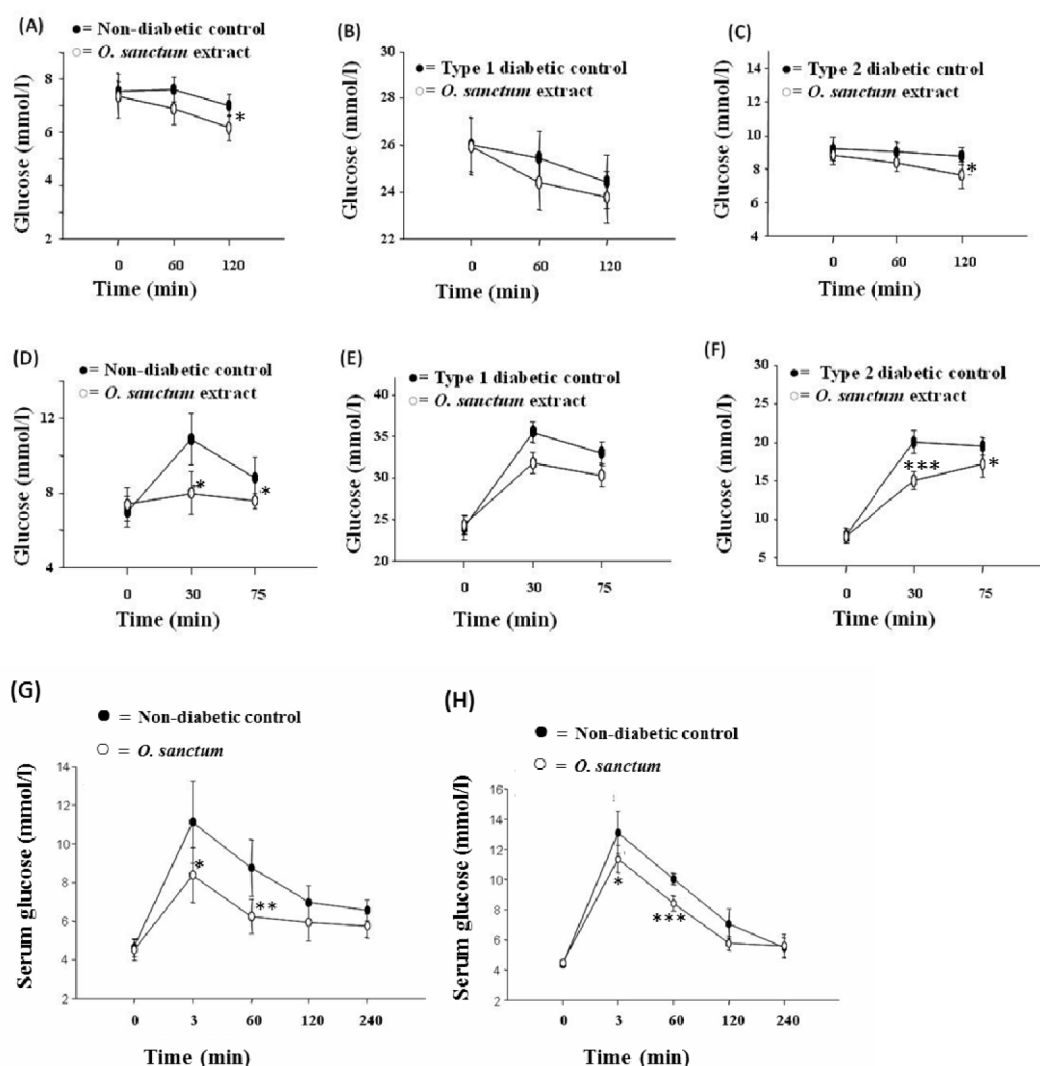 (A)
●= Non-diabetic control
○= O. sanctum extract
Glucose (mmol/l)
8
6
4
2
*
0 60 120
Time (min)
(B)
●= Type 1 diabetic control
○= O. sanctum extract
Glucose (mmol/l)
30
28
26
24
22
0 60 120
Time (min)
(C)
●= Type 2 diabetic cntrol
○= O. sanctum extract
Glucose (mmol/l)
14
12
10
8
6
4
*
0 60 120
Time (min)
(D)
●= Non-diabetic control
○= O. sanctum extract
Glucose (mmol/l)
12
8
4
* *
0 30 75
Time (min)
(E)
●= Type 1 diabetic control
○= O. sanctum extract
Glucose (mmol/l)
40
35
30
25
20
0 30 75
Time (min)
(F)
●= Type 2 diabetic control
○= O. sanctum extract
Glucose (mmol/l)
30
25
20
15
10
5
*** *
0 30 75
Time (min)
(G)
● = Non-diabetic control
○ = O. sanctum
Serum glucose (mmol/l)
14
12
10
8
6
4
2
* **
0 3 60 120 240
Time (min)
(H)
● = Non-diabetic control
○ = O. sanctum
Serum glucose (mmol/l)
16
14
12
10
8
6
4
2
* ***
0 3 60 120 240
Time (min)